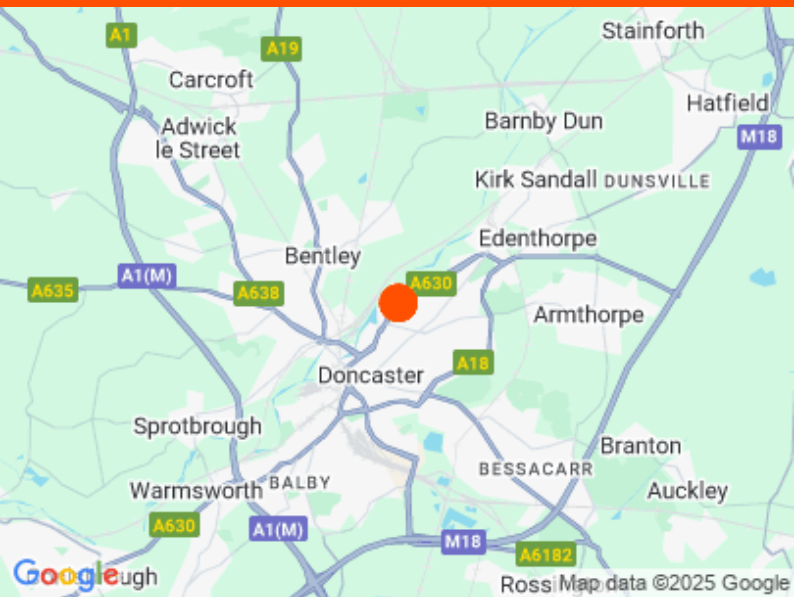 A1
A19
Stainforth
Carcroft
Hatfield
Adwick
le Street
Barnby Dun
M18
Kirk Sandall
DUNSVILLE
Edenthorpe
Bentley
A1(M)
A635
A638
A630
Armthorpe
A18
Doncaster
Sprotbrough
Branton
BESSACARR
Warmsworth
BALBY
Auckley
A630
A1(M)
M18
A6182
Google
Map data ©2025 Google